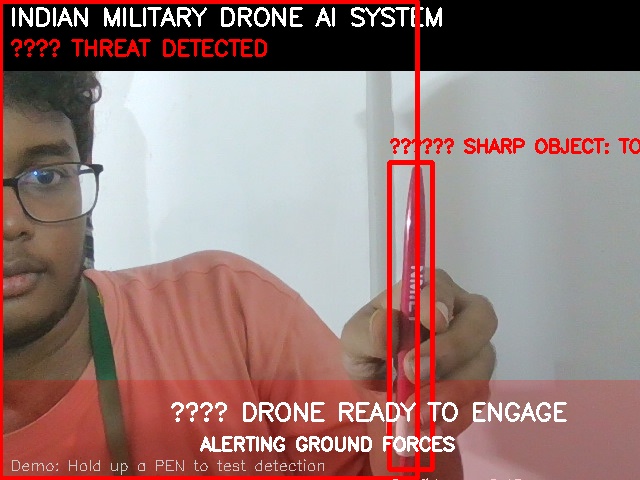 INDIAN MILITARY DRONE AI SYSTEM
???? THREAT DETECTED
?????? SHARP OBJECT: TO
???? DRONE READY TO ENGAGE
ALERTING GROUND FORCES
Demo: Hold up a PEN to test detection